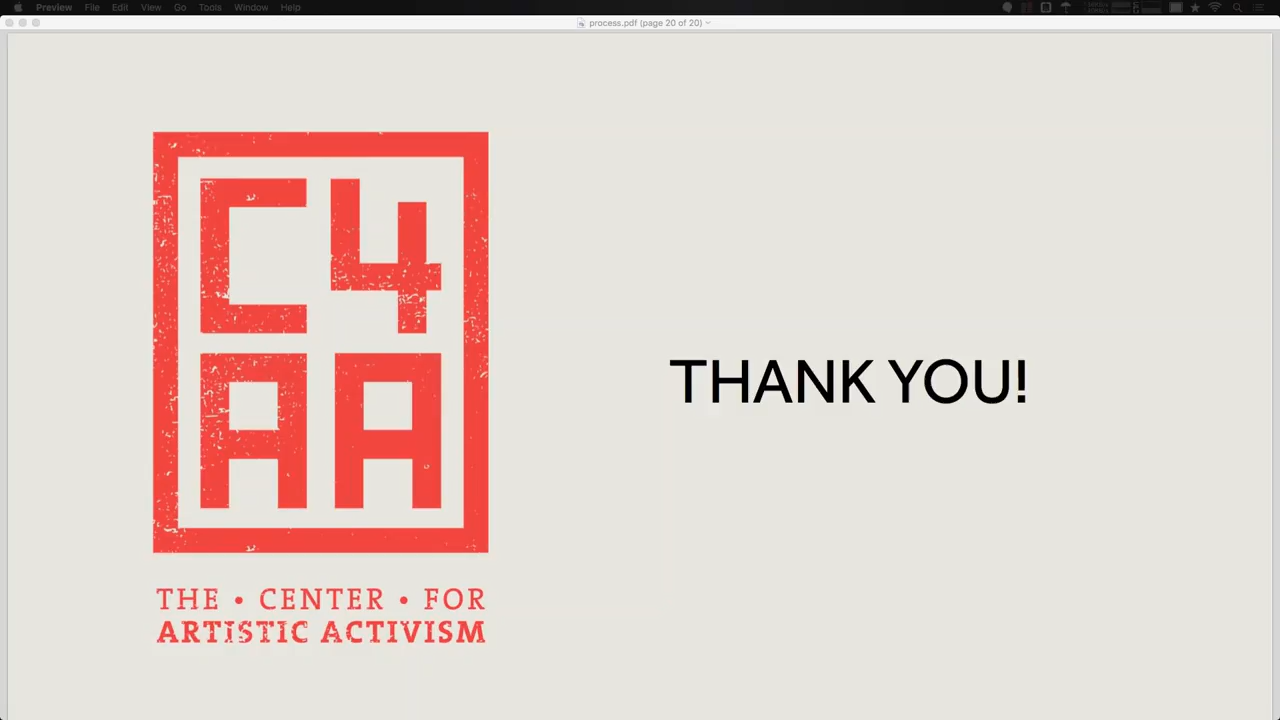 Preview File Edit View Go Tools Window Help
process.pdf (page 20 of 20)
C4
AA
THE • CENTER • FOR
ARTISTIC ACTIVISM
THANK YOU!